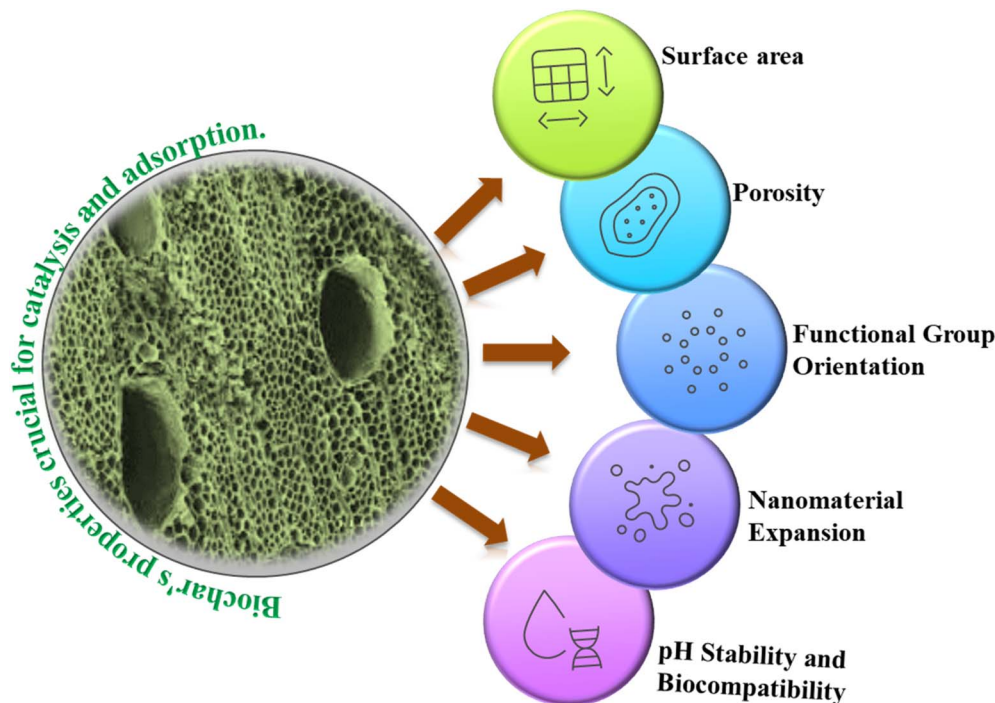 Biochar's properties crucial for catalysis and adsorption.
Surface area
Porosity
Functional Group
Orientation
Nanomaterial
Expansion
pH Stability and
Biocompatibility